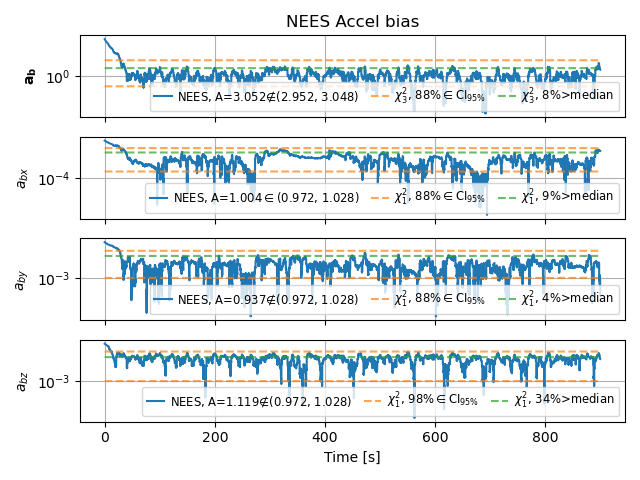 NEES Accel bias
a_b
10^0
NEES, A=3.052∉(2.952, 3.048) χ²₃, 88%∈CI₉₅% χ²₃, 8%>median
a_bx
10^−4
NEES, A=1.004∈(0.972, 1.028) χ²₁, 88%∈CI₉₅% χ²₁, 9%>median
a_by
10^−3
NEES, A=0.937∉(0.972, 1.028) χ²₁, 88%∈CI₉₅% χ²₁, 4%>median
a_bz
10^−3
NEES, A=1.119∉(0.972, 1.028) χ²₁, 98%∈CI₉₅% χ²₁, 34%>median
0 200 400 600 800
Time [s]